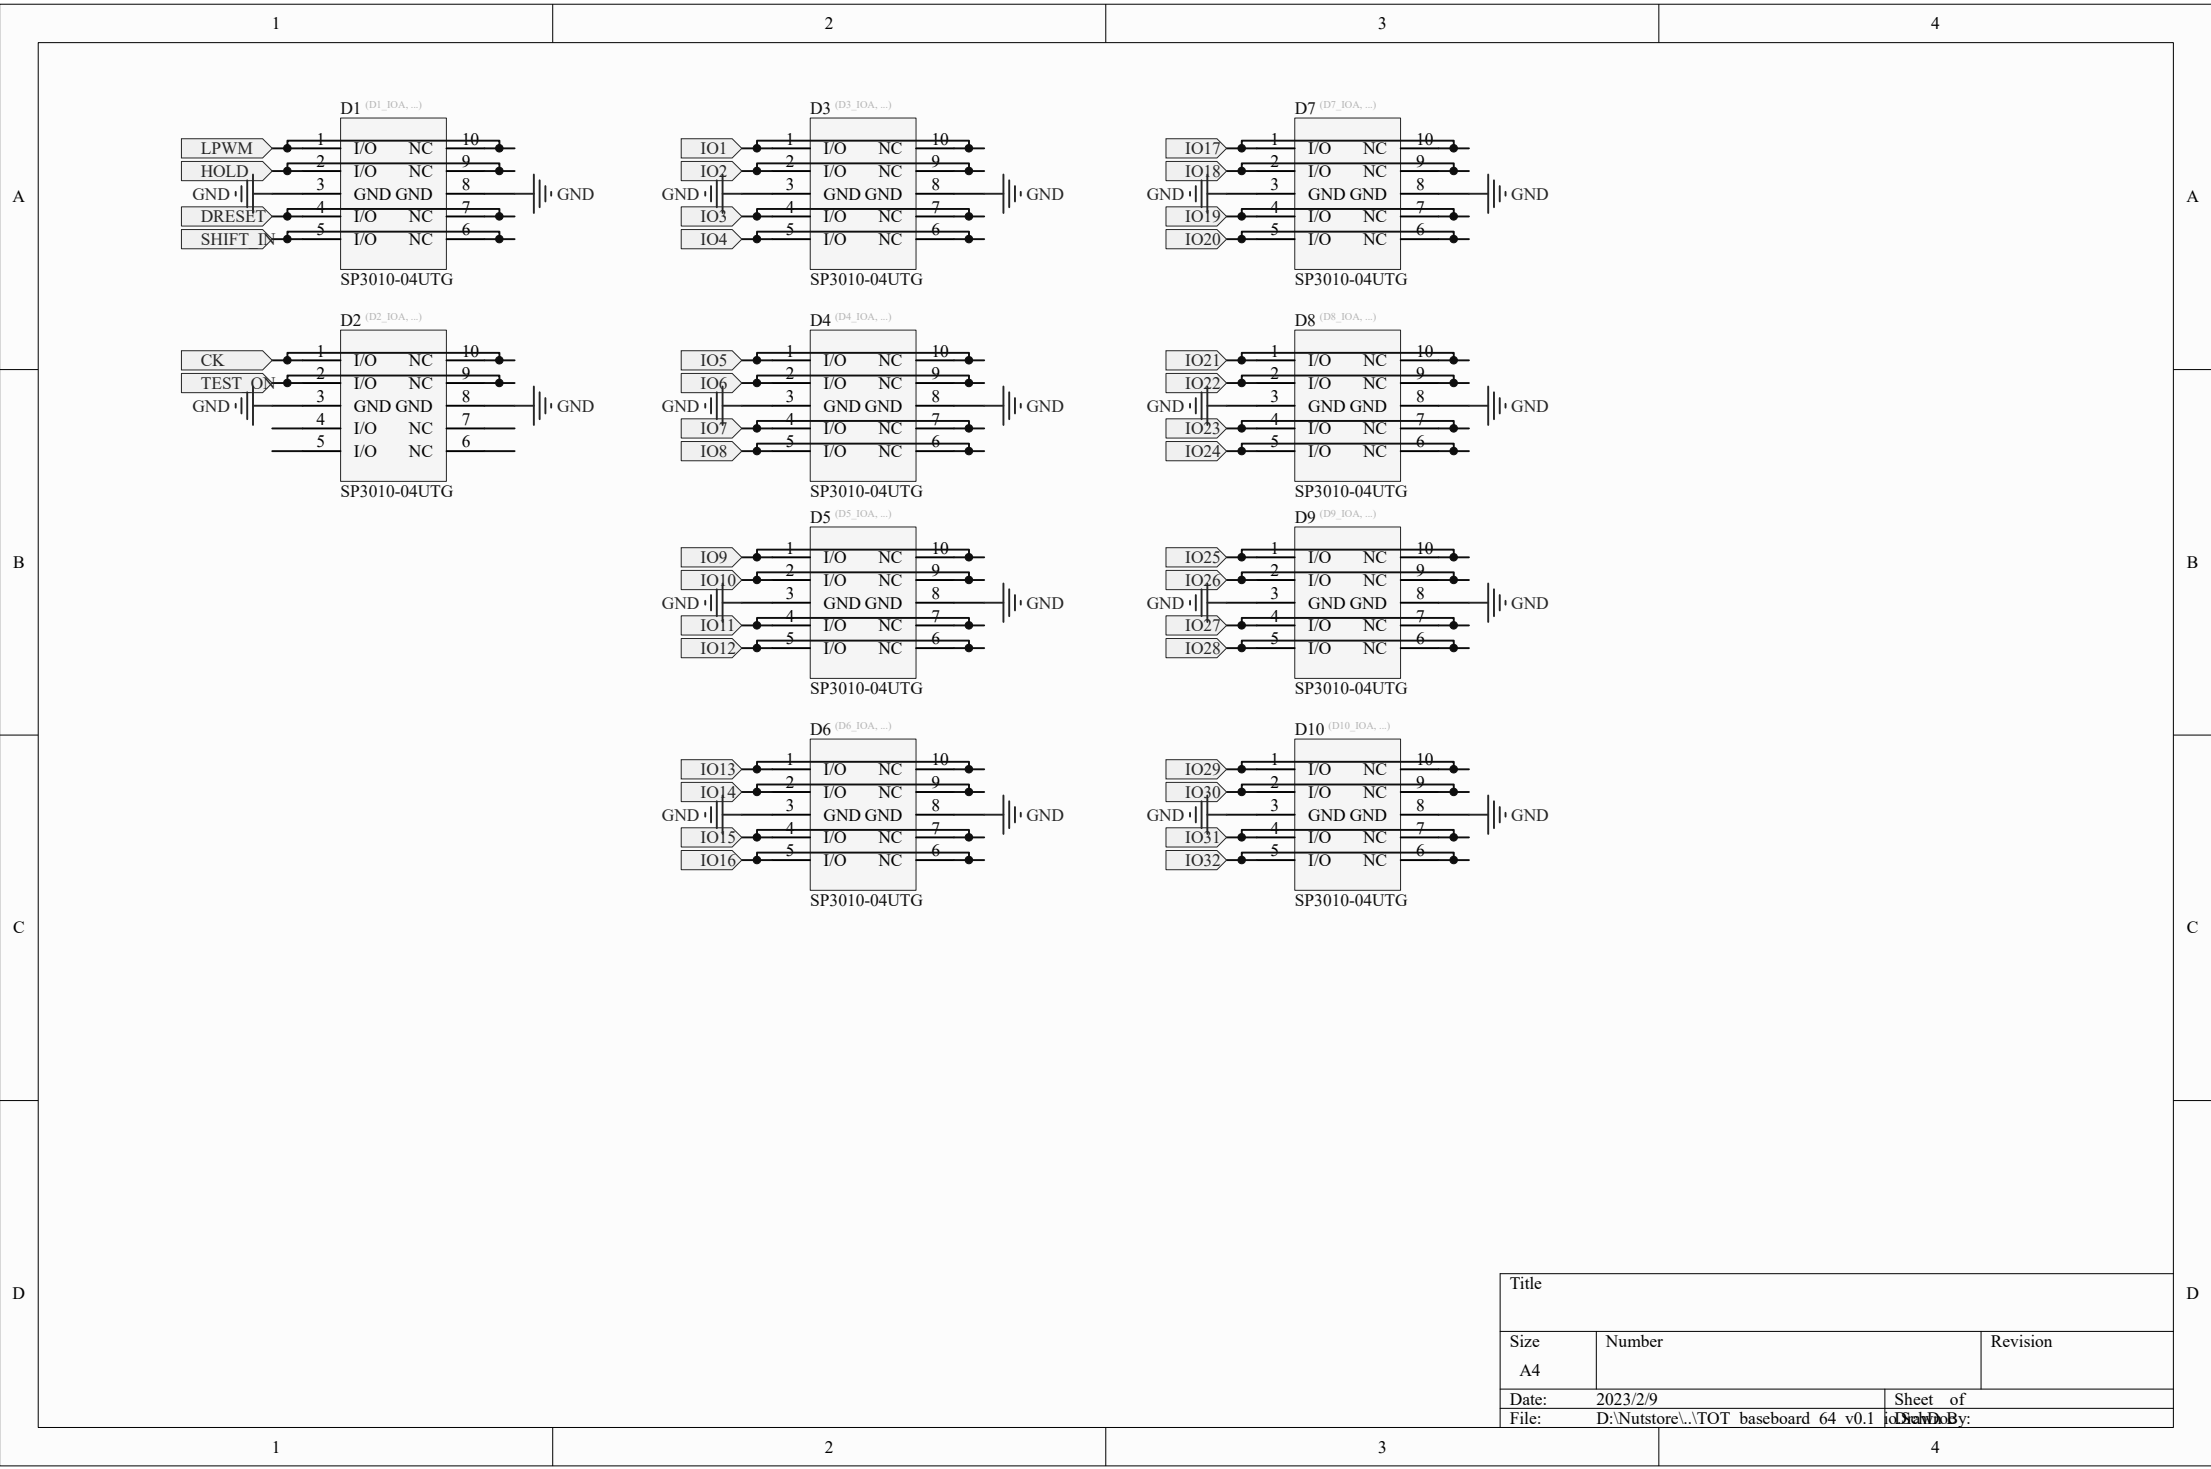 1 2 3 4
A A
D1 (D1_IOA, ...)
LPWM 1 I/O NC 10
HOLD 2 I/O NC 9
GND 3 GND GND 8 GND
DRESET 4 I/O NC 7
SHIFT_IN 5 I/O NC 6
SP3010-04UTG
D3 (D3_IOA, ...)
IO1 1 I/O NC 10
IO2 2 I/O NC 9
GND 3 GND GND 8 GND
IO3 4 I/O NC 7
IO4 5 I/O NC 6
SP3010-04UTG
D7 (D7_IOA, ...)
IO17 1 I/O NC 10
IO18 2 I/O NC 9
GND 3 GND GND 8 GND
IO19 4 I/O NC 7
IO20 5 I/O NC 6
SP3010-04UTG
D2 (D2_IOA, ...)
CK 1 I/O NC 10
TEST_ON 2 I/O NC 9
GND 3 GND GND 8 GND
4 I/O NC 7
5 I/O NC 6
SP3010-04UTG
D4 (D4_IOA, ...)
IO5 1 I/O NC 10
IO6 2 I/O NC 9
GND 3 GND GND 8 GND
IO7 4 I/O NC 7
IO8 5 I/O NC 6
SP3010-04UTG
D8 (D8_IOA, ...)
IO21 1 I/O NC 10
IO22 2 I/O NC 9
GND 3 GND GND 8 GND
IO23 4 I/O NC 7
IO24 5 I/O NC 6
SP3010-04UTG
B B
D5 (D5_IOA, ...)
IO9 1 I/O NC 10
IO10 2 I/O NC 9
GND 3 GND GND 8 GND
IO11 4 I/O NC 7
IO12 5 I/O NC 6
SP3010-04UTG
D9 (D9_IOA, ...)
IO25 1 I/O NC 10
IO26 2 I/O NC 9
GND 3 GND GND 8 GND
IO27 4 I/O NC 7
IO28 5 I/O NC 6
SP3010-04UTG
D6 (D6_IOA, ...)
IO13 1 I/O NC 10
IO14 2 I/O NC 9
GND 3 GND GND 8 GND
IO15 4 I/O NC 7
IO16 5 I/O NC 6
SP3010-04UTG
D10 (D10_IOA, ...)
IO29 1 I/O NC 10
IO30 2 I/O NC 9
GND 3 GND GND 8 GND
IO31 4 I/O NC 7
IO32 5 I/O NC 6
SP3010-04UTG
C C
D D
Title
Size Number Revision
A4
Date: 2023/2/9 Sheet of
File: D:\Nutstore\..\TOT_baseboard_64_v0.1_io.SchDoc Drawn By:
1 2 3 4